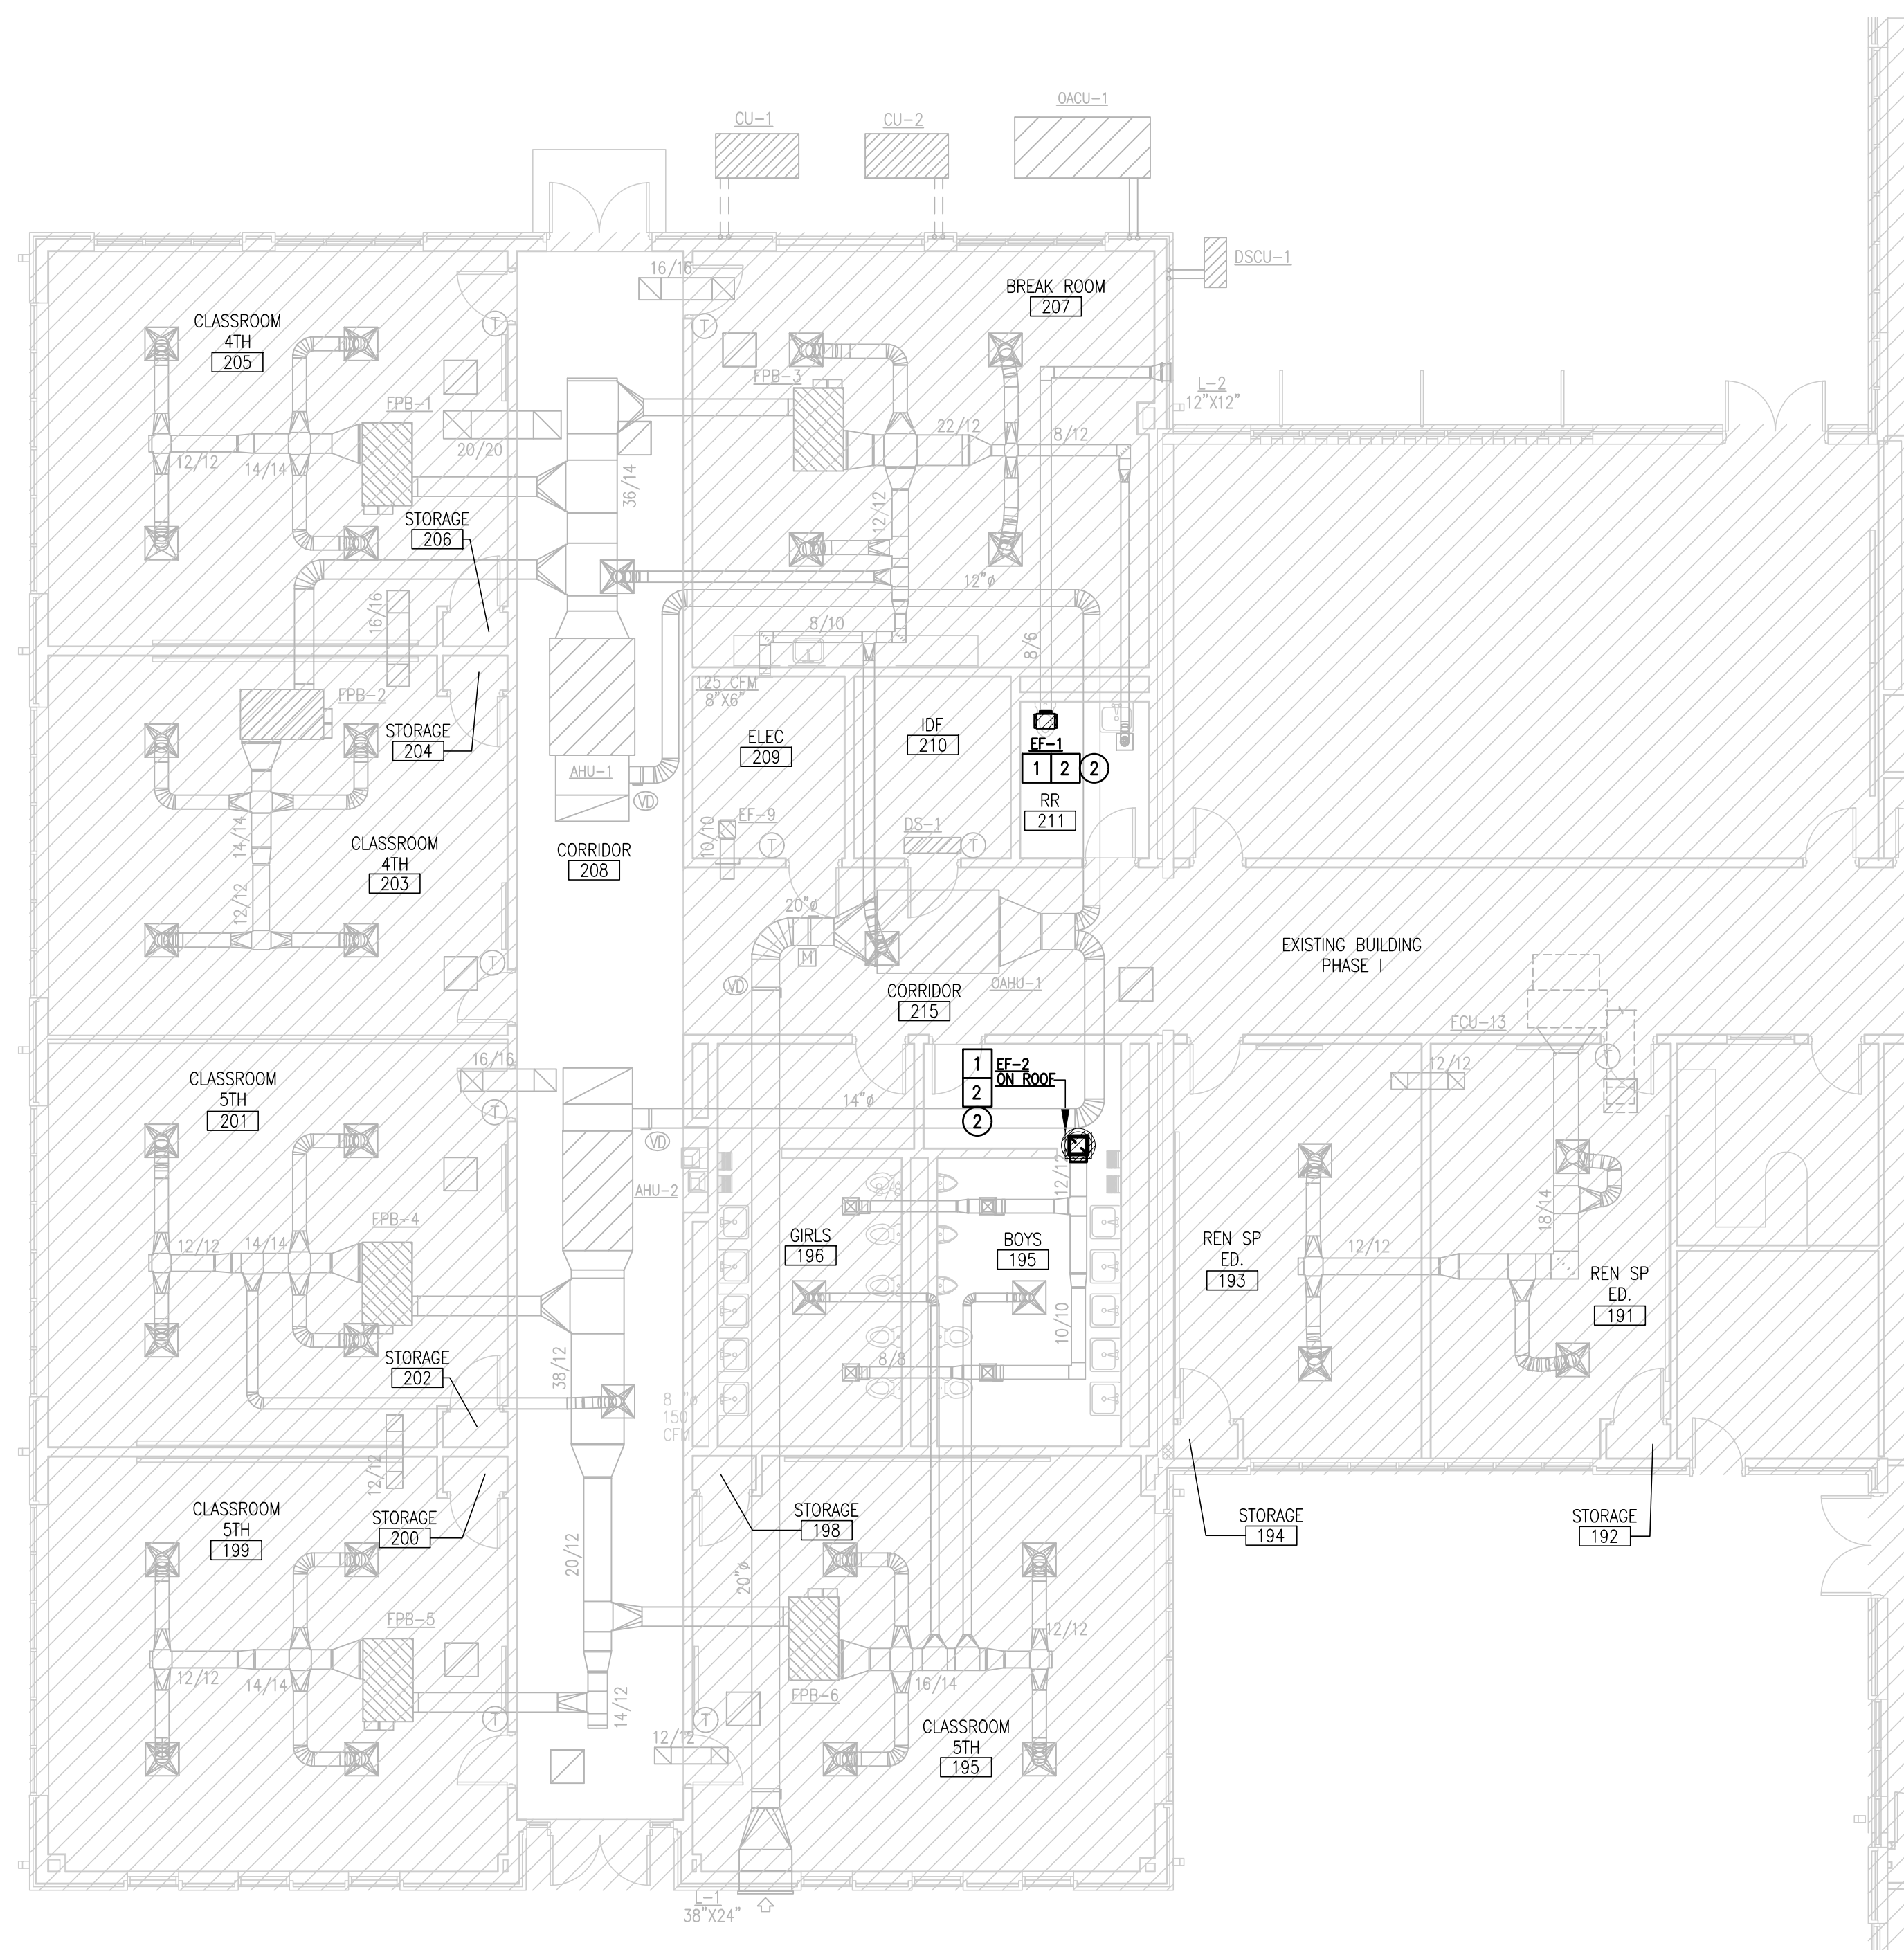 OACU-1
CU-1
CU-2
DSCU-1
16/16
BREAK ROOM
207
CLASSROOM
4TH
205
T
T
FPB-3
FPB-1
L-2
12"X12"
20/20
22/12
8/12
12/12
14/14
36/14
12/12
STORAGE
206
12"ø
16/16
8/10
8/6
125 CFM
8"X6"
FPB-2
STORAGE
204
ELEC
209
IDF
210
EF-1
1
2
2
AHU-1
VD
RR
211
EF-9
10/10
T
DS-1
T
14/14
CLASSROOM
4TH
203
CORRIDOR
208
12/12
20"ø
EXISTING BUILDING
PHASE I
T
M
VD
OAHU-1
CORRIDOR
215
FCU-13
16/16
T
1
2
2
EF-2
ON ROOF
12/12
CLASSROOM
5TH
201
T
14"ø
VD
12/12
AHU-2
FPB-4
12/12
14/14
18/14
GIRLS
196
BOYS
195
REN SP
ED.
193
12/12
REN SP
ED.
191
10/10
38/12
8/8
STORAGE
202
8"ø
150
CFM
12/12
CLASSROOM
5TH
199
STORAGE
200
STORAGE
198
STORAGE
194
STORAGE
192
20/12
20"ø
FPB-5
12/12
12/12
14/14
16/14
FPB-6
T
14/12
T
12/12
CLASSROOM
5TH
195
L-1
38"X24"